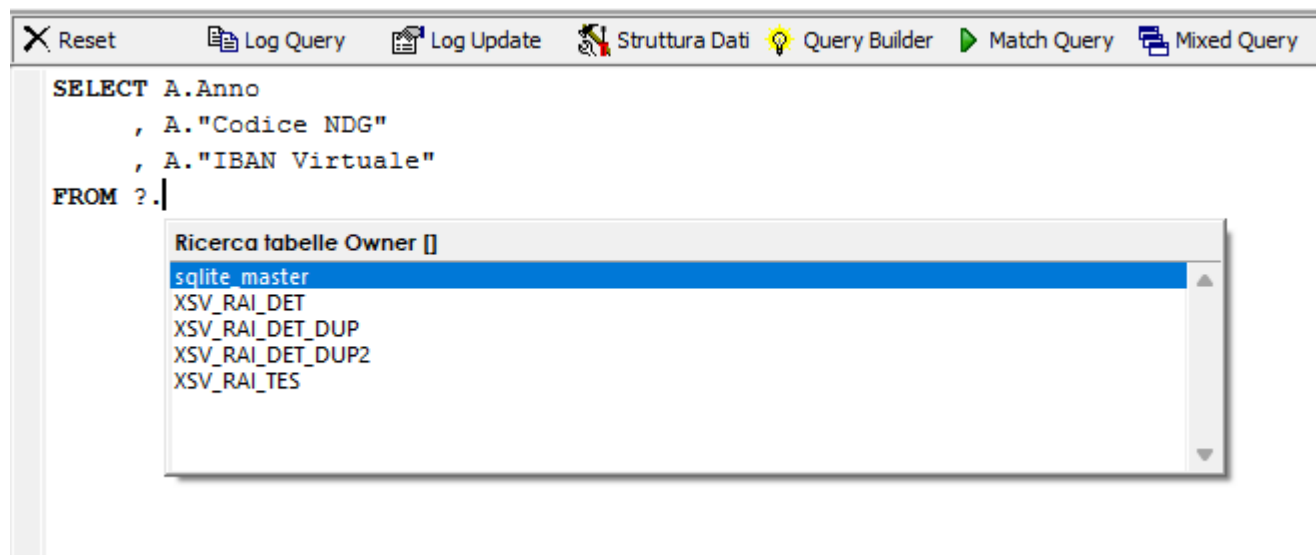 Reset Log Query Log Update Struttura Dati Query Builder Match Query Mixed Query
SELECT A.Anno
, A."Codice NDG"
, A."IBAN Virtuale"
FROM ?.
Ricerca tabelle Owner []
sqlite_master
XSV_RAI_DET
XSV_RAI_DET_DUP
XSV_RAI_DET_DUP2
XSV_RAI_TES